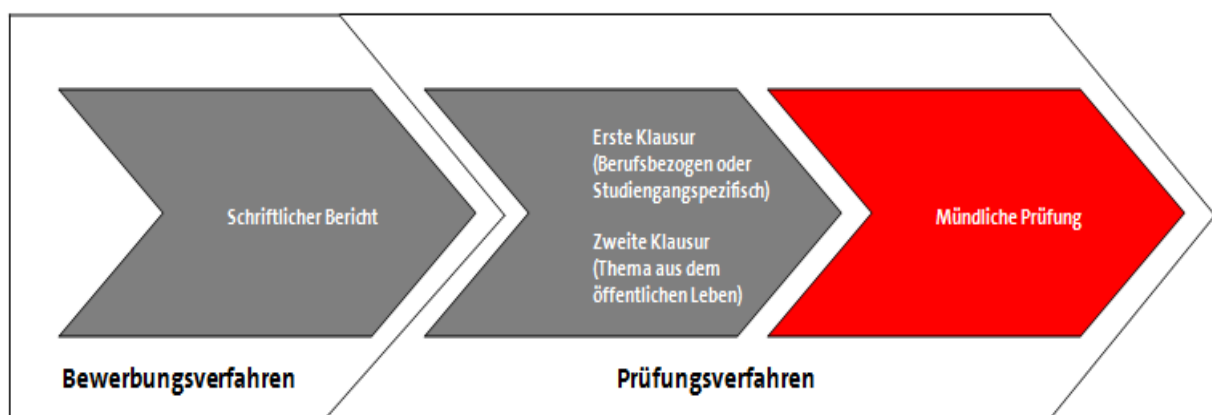 Schriftlicher Bericht
Erste Klausur
(Berufsbezogen oder
Studiengangspezifisch)
Zweite Klausur
(Thema aus dem
öffentlichen Leben)
Mündliche Prüfung
Bewerbungsverfahren
Prüfungsverfahren